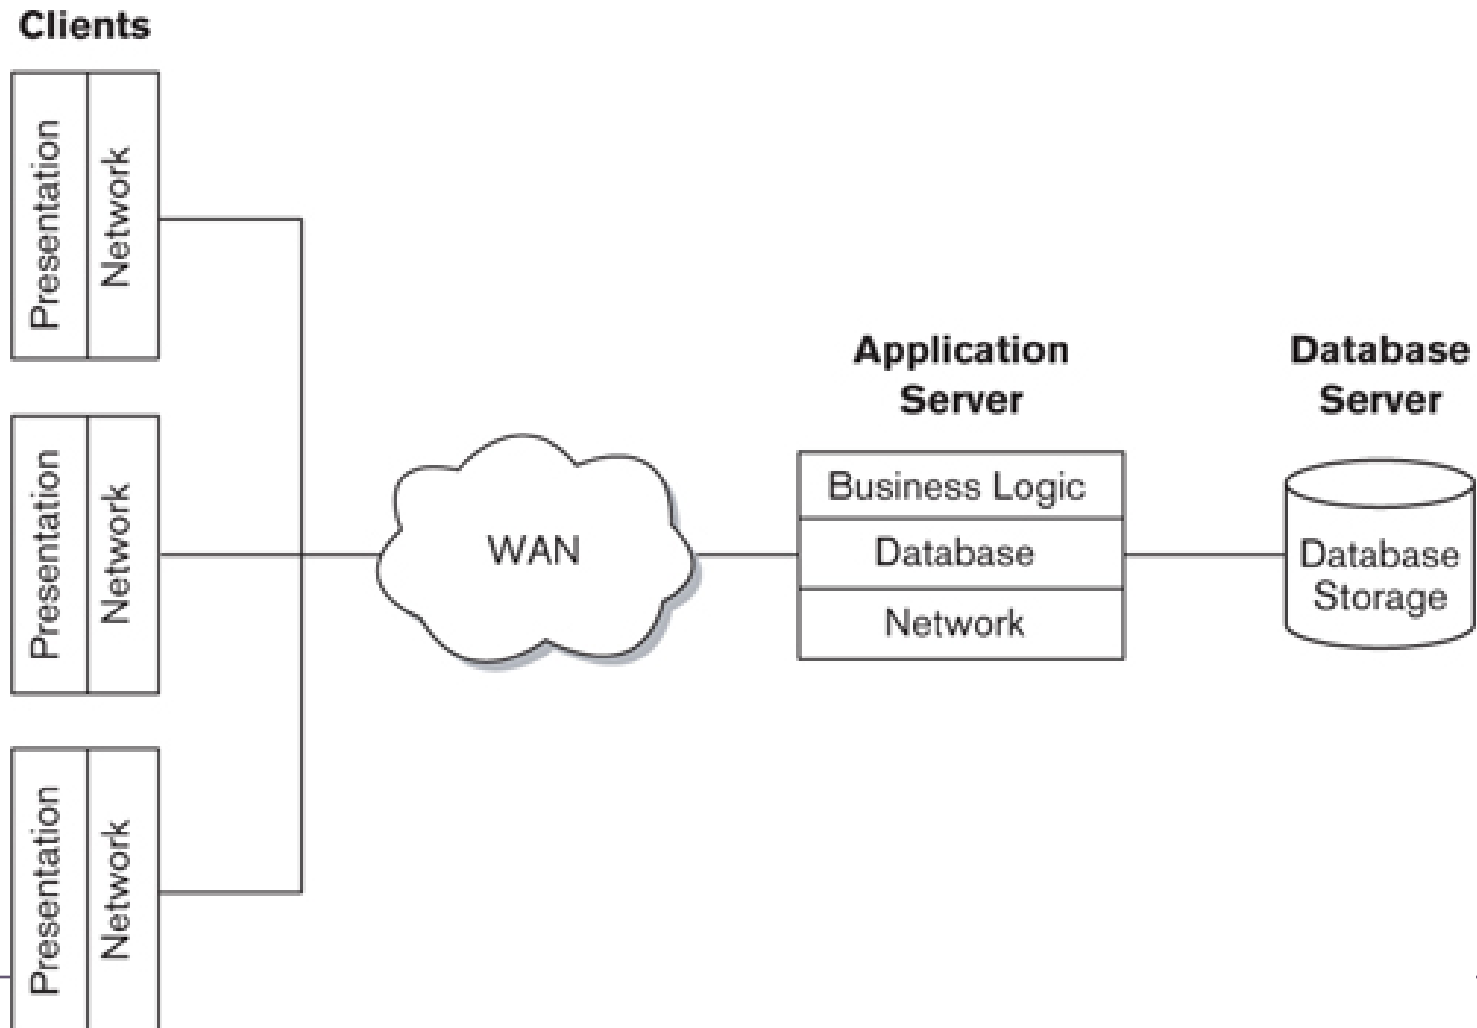 Clients
Presentation
Network
Presentation
Network
Presentation
Network
WAN
Application
Server
Business Logic
Database
Network
Database
Server
Database
Storage